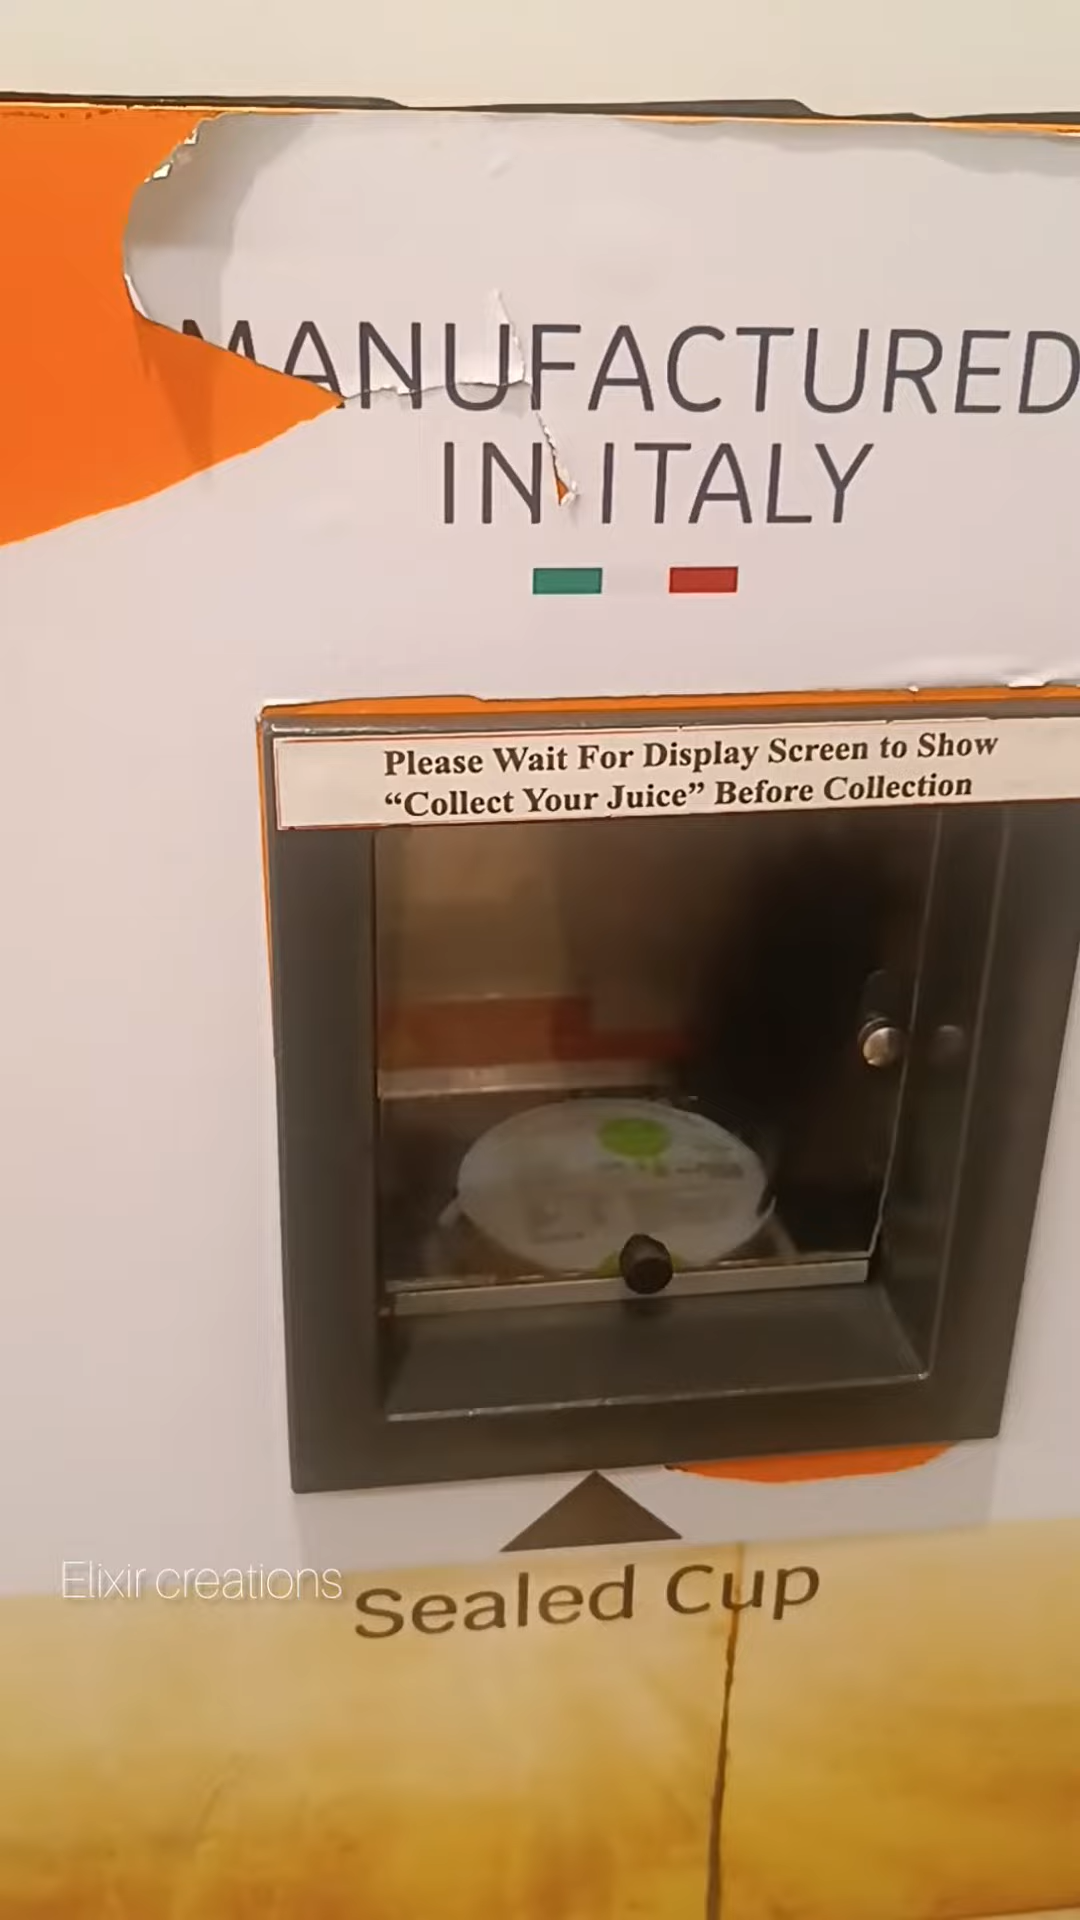 MANUFACTURED
IN ITALY
Please Wait For Display Screen to Show
“Collect Your Juice” Before Collection
Elixir creations
Sealed Cup